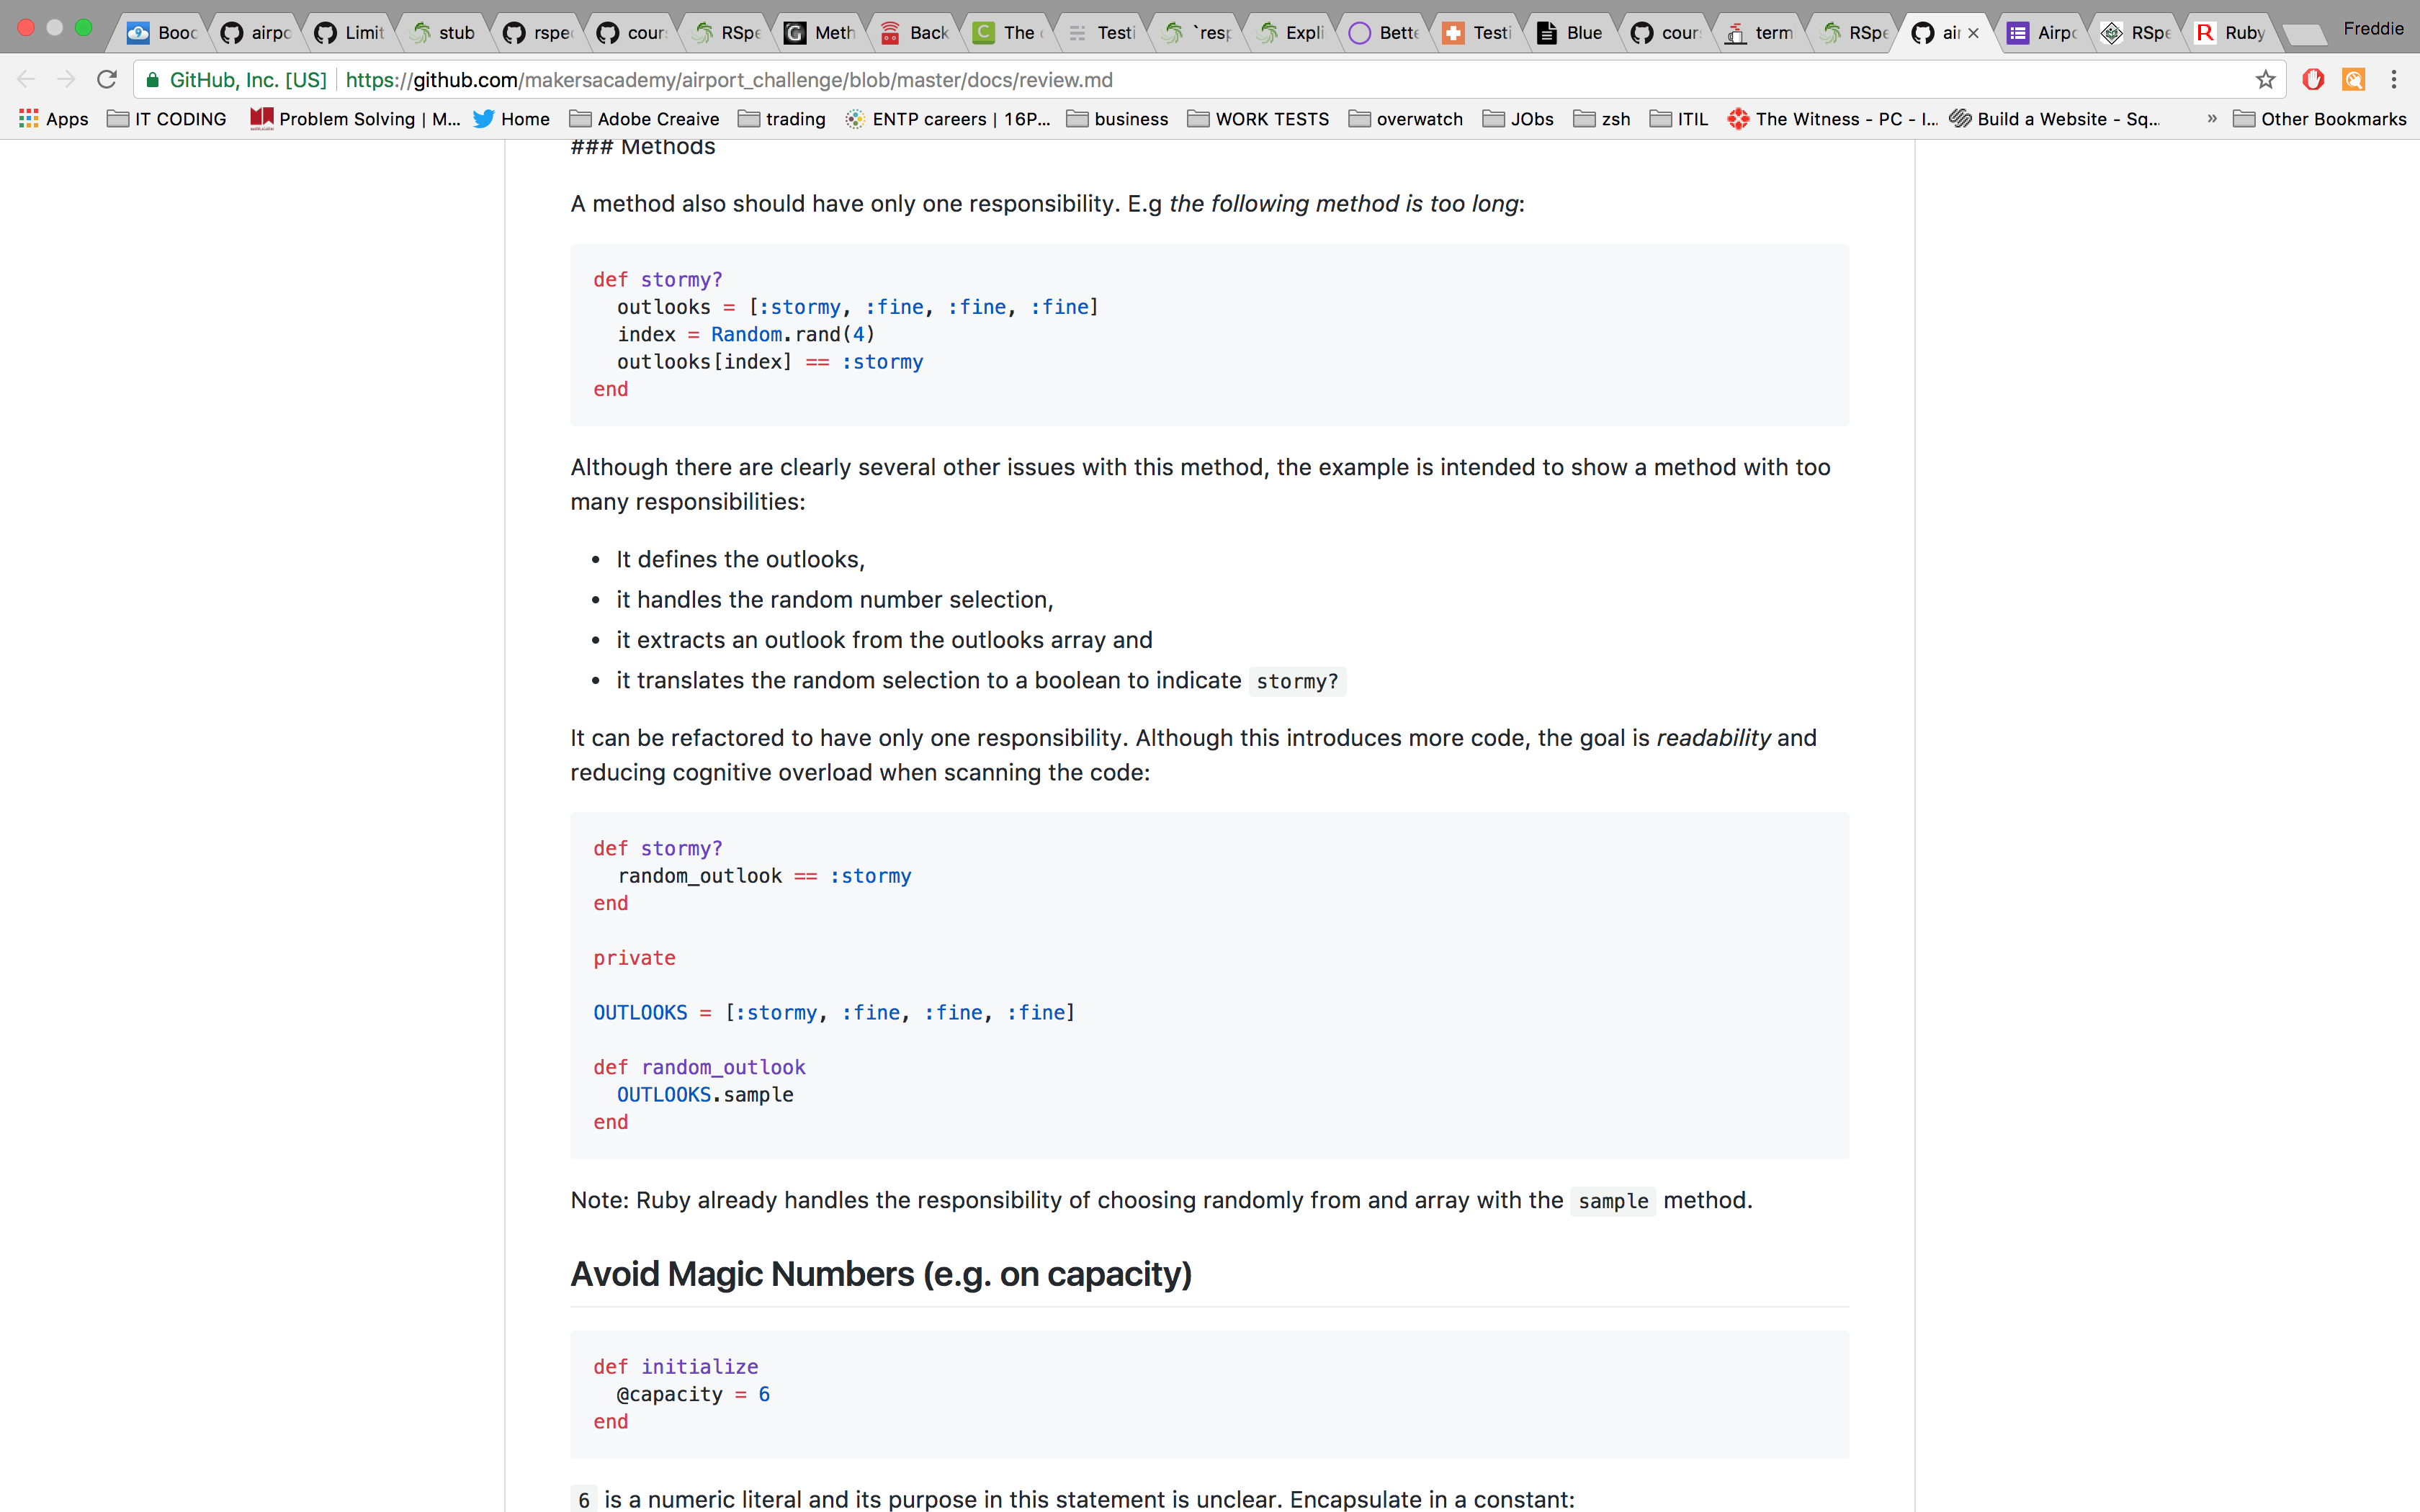 Booc
airpo
Limit
stub
rspec
cour
RSpe
Meth
Back
The
Testi
`resp
Expli
Bette
Testi
Blue
cour
term
RSpe
air
Airpo
RSpe
Ruby
Freddie
GitHub, Inc. [US] https://github.com/makersacademy/airport_challenge/blob/master/docs/review.md
Apps IT CODING Problem Solving | M... Home Adobe Creaive trading ENTP careers | 16P... business WORK TESTS overwatch JObs zsh ITIL The Witness - PC - I... Build a Website - Sq... » Other Bookmarks
### Methods
A method also should have only one responsibility. E.g the following method is too long:
def stormy?
outlooks = [:stormy, :fine, :fine, :fine]
index = Random.rand(4)
outlooks[index] == :stormy
end
Although there are clearly several other issues with this method, the example is intended to show a method with too
many responsibilities:
• It defines the outlooks,
• it handles the random number selection,
• it extracts an outlook from the outlooks array and
• it translates the random selection to a boolean to indicate stormy?
It can be refactored to have only one responsibility. Although this introduces more code, the goal is readability and
reducing cognitive overload when scanning the code:
def stormy?
random_outlook == :stormy
end
private
OUTLOOKS = [:stormy, :fine, :fine, :fine]
def random_outlook
OUTLOOKS.sample
end
Note: Ruby already handles the responsibility of choosing randomly from and array with the sample method.
Avoid Magic Numbers (e.g. on capacity)
def initialize
@capacity = 6
end
6 is a numeric literal and its purpose in this statement is unclear. Encapsulate in a constant: